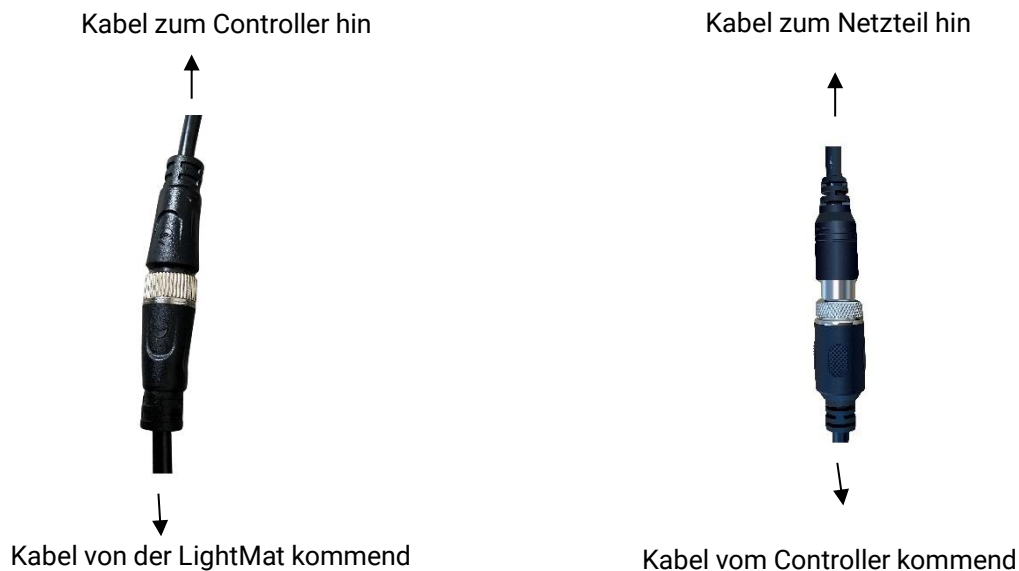 Kabel zum Controller hin
Kabel zum Netzteil hin
Kabel von der LightMat kommend
Kabel vom Controller kommend